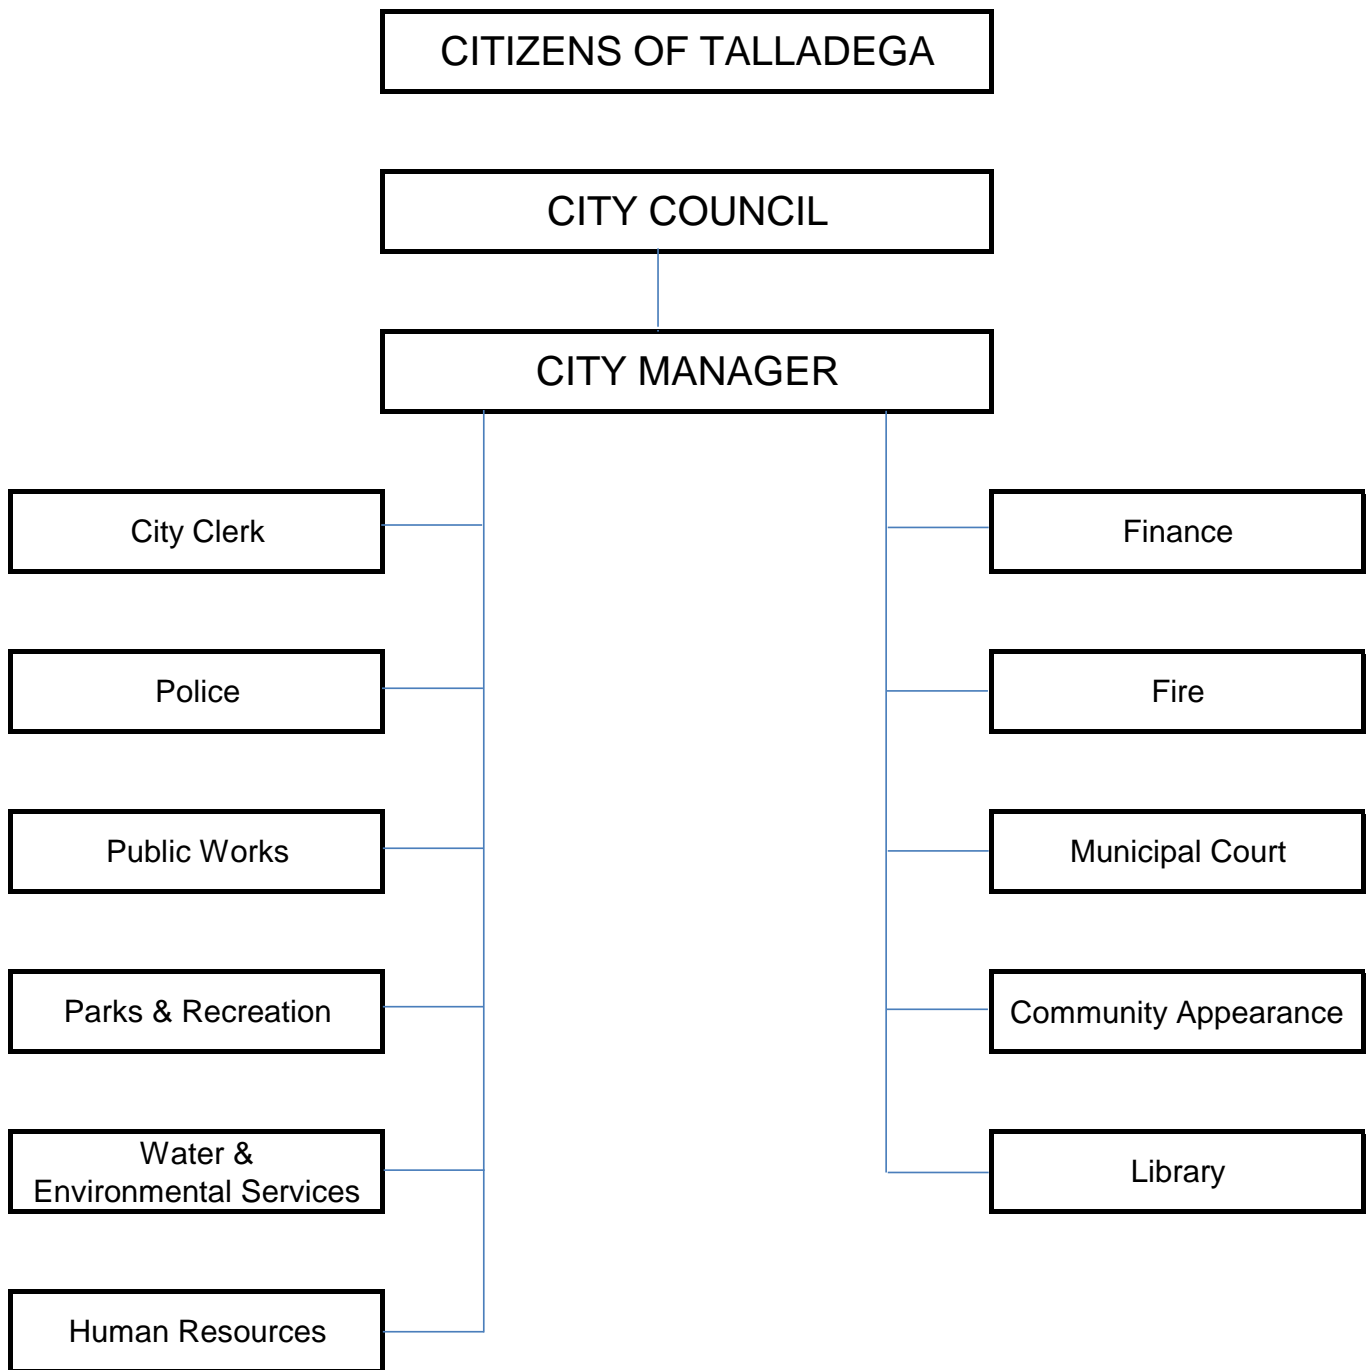 CITIZENS OF TALLADEGA
CITY COUNCIL
CITY MANAGER
City Clerk
Finance
Police
Fire
Public Works
Municipal Court
Parks & Recreation
Community Appearance
Water &
Environmental Services
Library
Human Resources